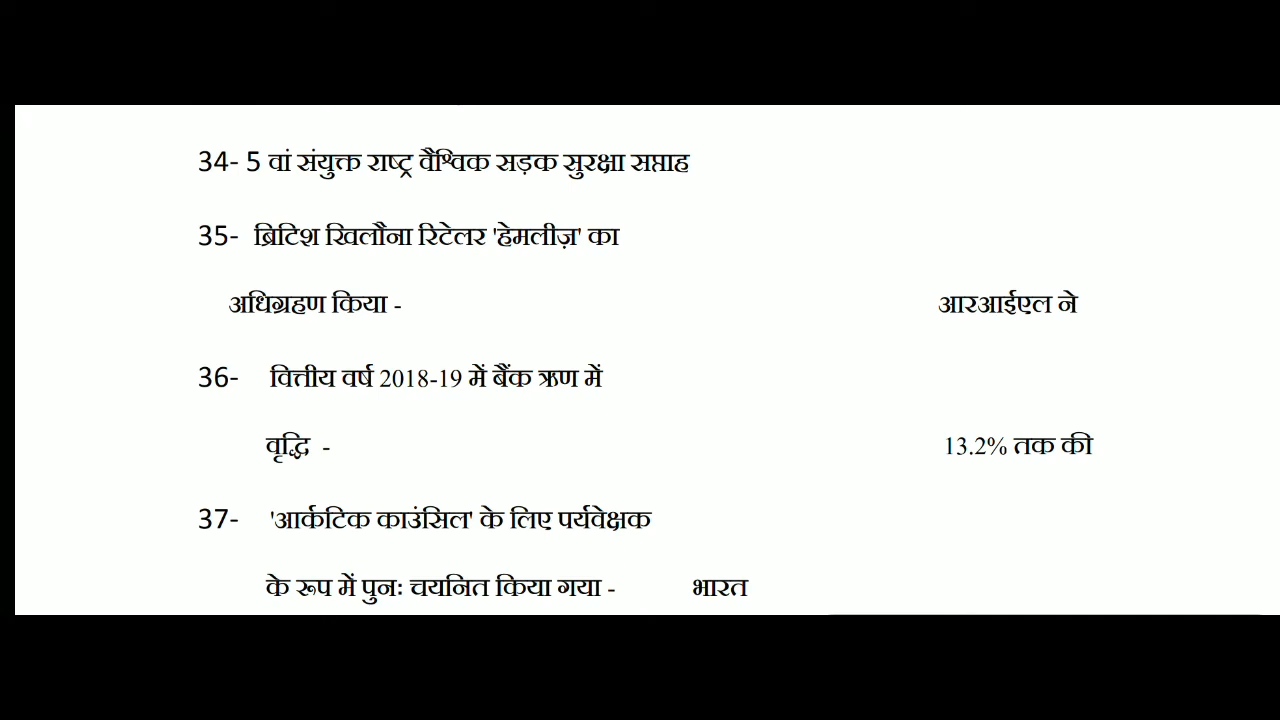 34- 5 वां संयुक्त राष्ट्र वैश्विक सड़क सुरक्षा सप्ताह
35- ब्रिटिश खिलौना रिटेलर 'हेमलीज़' का
अधिग्रहण किया - आरआईएल ने
36- वित्तीय वर्ष 2018-19 में बैंक ऋण में
वृद्धि - 13.2% तक की
37- 'आर्कटिक काउंसिल' के लिए पर्यवेक्षक
के रूप में पुनः चयनित किया गया - भारत